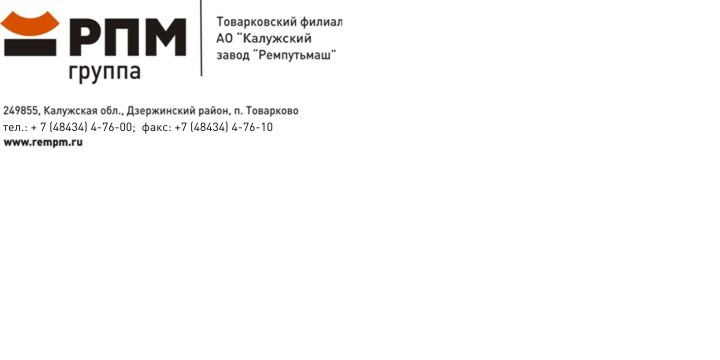 РПМ
группа
Товарковский филиал
АО "Калужский
завод "Ремпутьмаш"
249855, Калужская обл., Дзержинский район, п. Товарково
тел.: + 7 (48434) 4-76-00; факс: +7 (48434) 4-76-10
www.rempm.ru